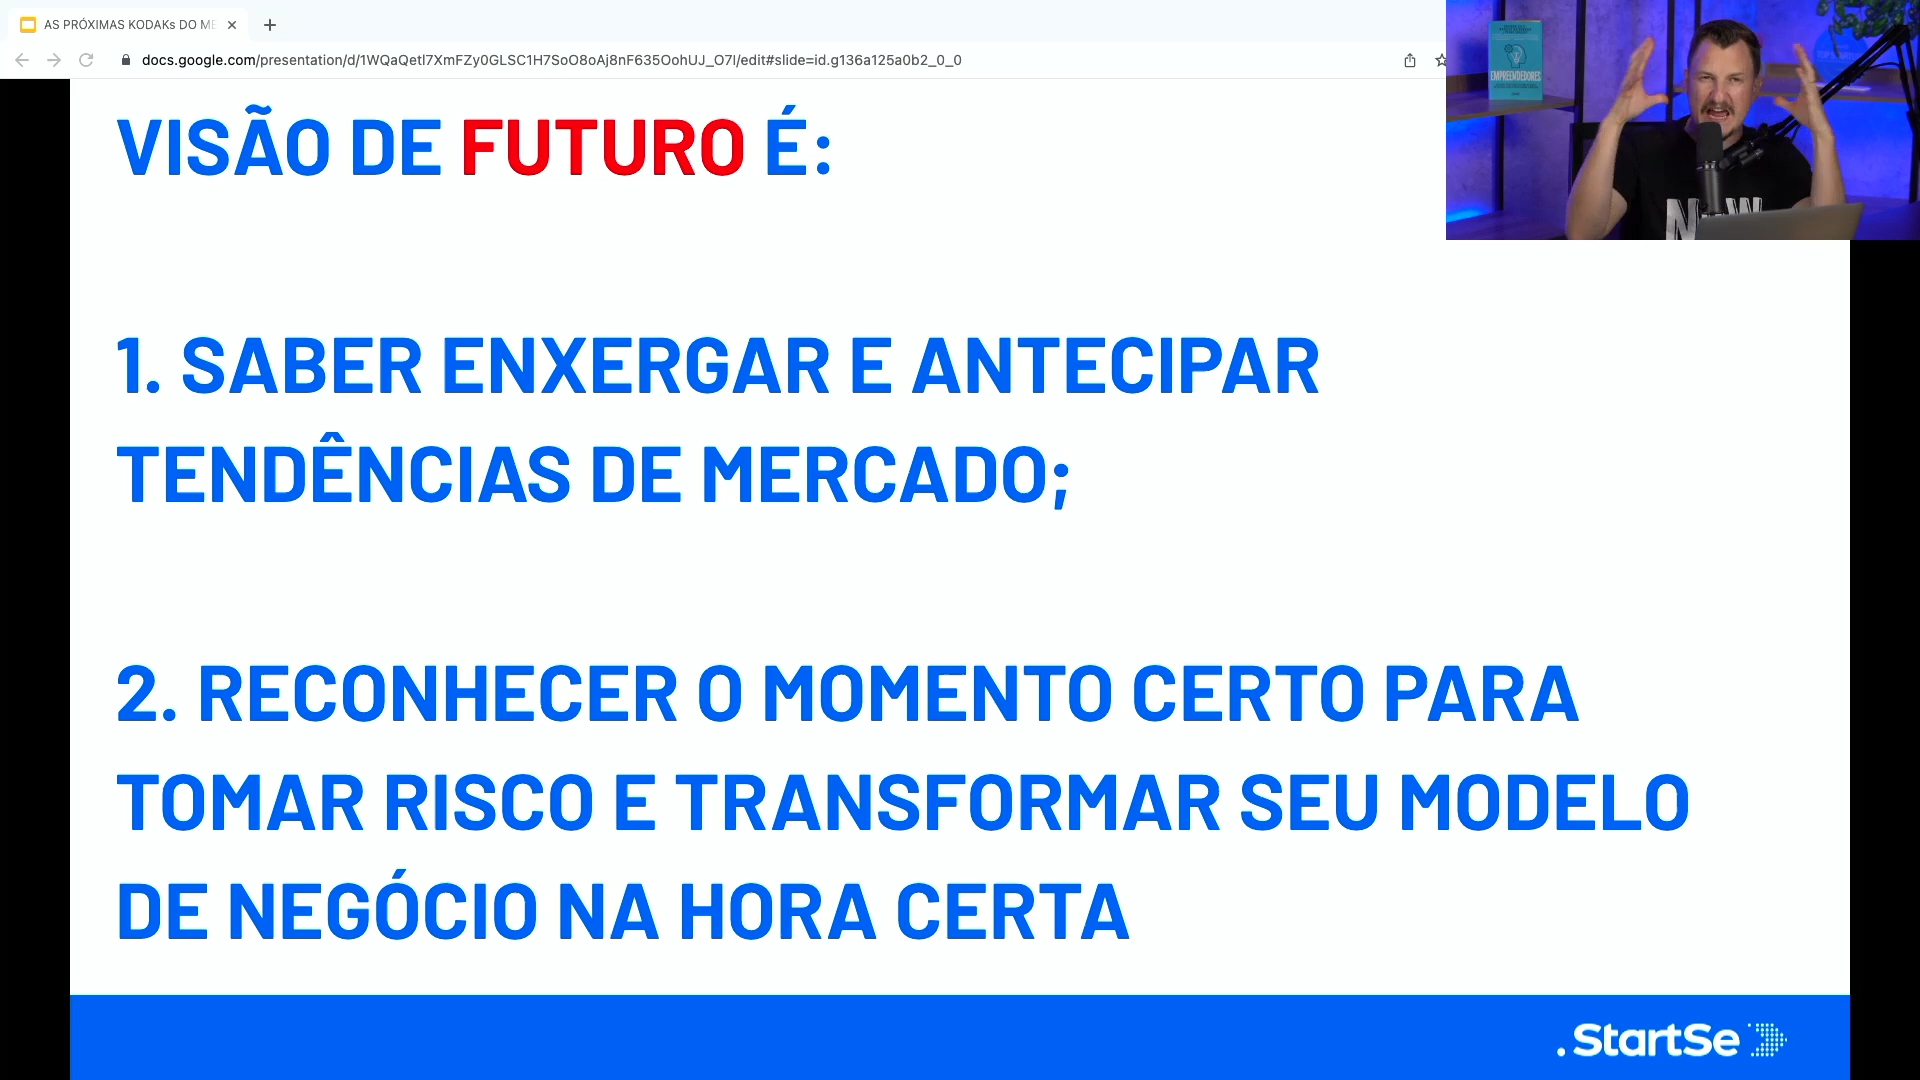 AS PRÓXIMAS KODAKs DO ME
docs.google.com/presentation/d/1WQaQetl7XmFZy0GLSC1H7SoO8oAj8nF635OohUJ_O7I/edit#slide=id.g136a125a0b2_0_0
EMPREENDEDORES
VISÃO DE FUTURO É:
1. SABER ENXERGAR E ANTECIPAR
TENDÊNCIAS DE MERCADO;
2. RECONHECER O MOMENTO CERTO PARA
TOMAR RISCO E TRANSFORMAR SEU MODELO
DE NEGÓCIO NA HORA CERTA
.StartSe